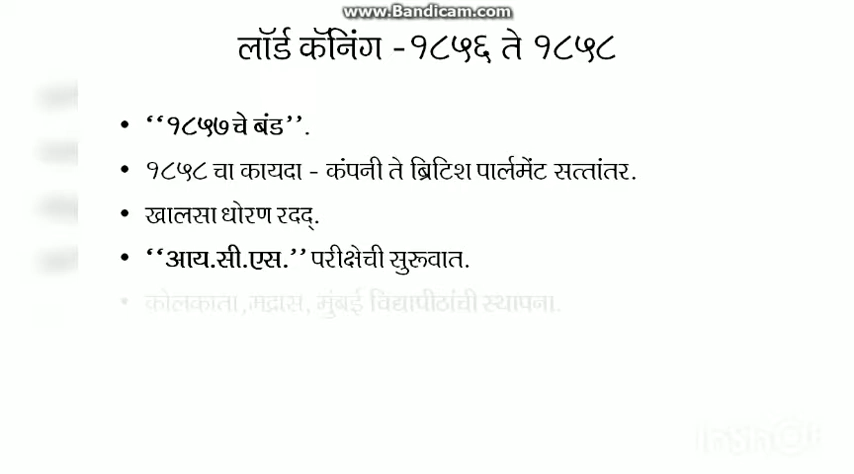 www.Bandicam.com
लॉर्ड कॅनिंग -१८५६ ते १८५८
• ‘‘१८५७चे बंड’’.
• १८५८ चा कायदा - कंपनी ते ब्रिटिश पार्लमेंट सत्तांतर.
• खालसा धोरण रदद्.
• ‘‘आय.सी.एस.’’ परीक्षेची सुरूवात.
• कोलकाता,मद्रास, मुंबई विद्यापीठांची स्थापना.